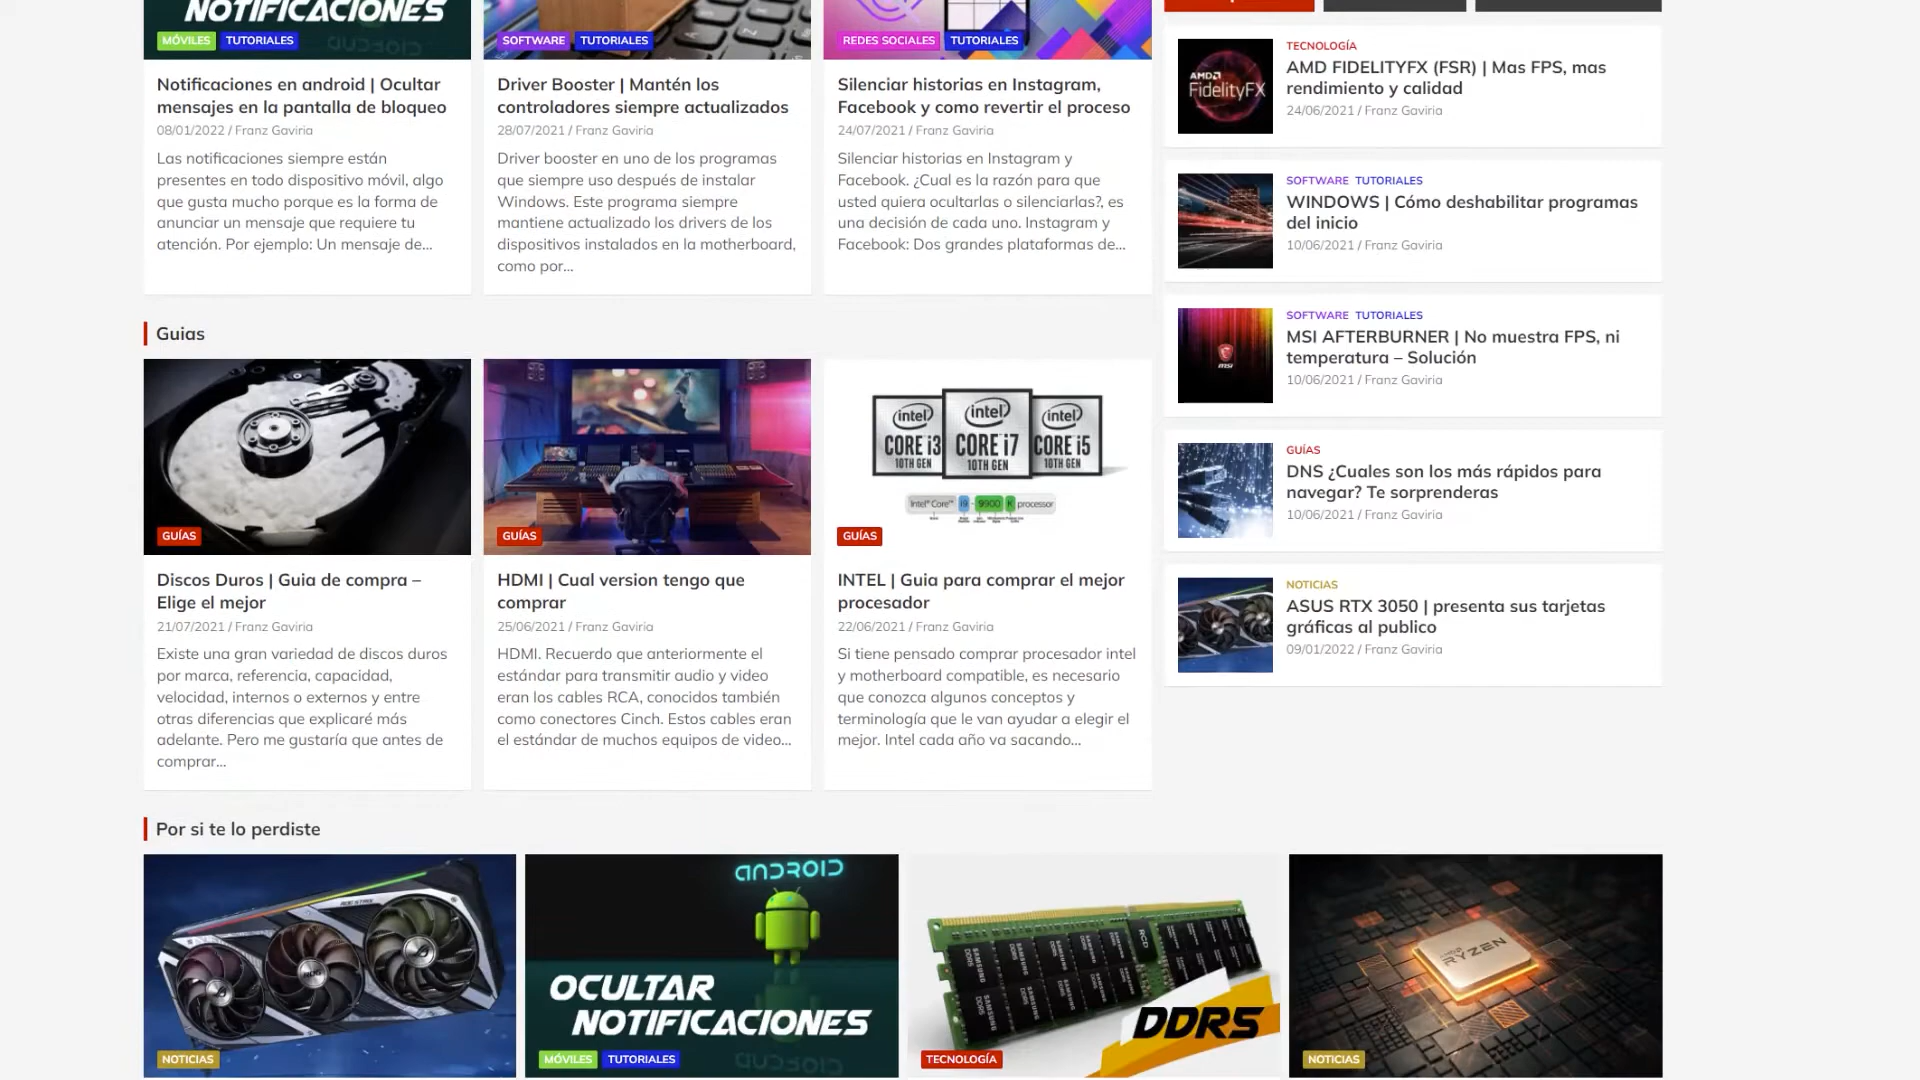 NOTIFICACIONES
MÓVILES TUTORIALES
Notificaciones en android | Ocultar
mensajes en la pantalla de bloqueo
08/01/2022 / Franz Gaviria
Las notificaciones siempre están
presentes en todo dispositivo móvil, algo
que gusta mucho porque es la forma de
anunciar un mensaje que requiere tu
atención. Por ejemplo: Un mensaje de...
SOFTWARE TUTORIALES
Driver Booster | Mantén los
controladores siempre actualizados
28/07/2021 / Franz Gaviria
Driver booster en uno de los programas
que siempre uso después de instalar
Windows. Este programa siempre
mantiene actualizado los drivers de los
dispositivos instalados en la motherboard,
como por...
REDES SOCIALES TUTORIALES
Silenciar historias en Instagram,
Facebook y como revertir el proceso
24/07/2021 / Franz Gaviria
Silenciar historias en Instagram y
Facebook. ¿Cual es la razón para que
usted quiera ocultarlas o silenciarlas?, es
una decisión de cada uno. Instagram y
Facebook: Dos grandes plataformas de...
Guias
GUÍAS
Discos Duros | Guia de compra –
Elige el mejor
21/07/2021 / Franz Gaviria
Existe una gran variedad de discos duros
por marca, referencia, capacidad,
velocidad, internos o externos y entre
otras diferencias que explicaré más
adelante. Pero me gustaría que antes de
comprar...
GUÍAS
HDMI | Cual version tengo que
comprar
25/06/2021 / Franz Gaviria
HDMI. Recuerdo que anteriormente el
estándar para transmitir audio y video
eran los cables RCA, conocidos también
como conectores Cinch. Estos cables eran
el estándar de muchos equipos de video...
intel intel intel
CORE i3 CORE i7 CORE i5
10TH GEN 10TH GEN 10TH GEN
Intel® Core™ i9 - 9900 K processor
GUÍAS
INTEL | Guia para comprar el mejor
procesador
22/06/2021 / Franz Gaviria
Si tiene pensado comprar procesador intel
y motherboard compatible, es necesario
que conozca algunos conceptos y
terminología que le van ayudar a elegir el
mejor. Intel cada año va sacando...
AMD
FidelityFX
TECNOLOGÍA
AMD FIDELITYFX (FSR) | Mas FPS, mas
rendimiento y calidad
24/06/2021 / Franz Gaviria
SOFTWARE TUTORIALES
WINDOWS | Cómo deshabilitar programas
del inicio
10/06/2021 / Franz Gaviria
msi
SOFTWARE TUTORIALES
MSI AFTERBURNER | No muestra FPS, ni
temperatura – Solución
10/06/2021 / Franz Gaviria
GUÍAS
DNS ¿Cuales son los más rápidos para
navegar? Te sorprenderas
10/06/2021 / Franz Gaviria
NOTICIAS
ASUS RTX 3050 | presenta sus tarjetas
gráficas al publico
09/01/2022 / Franz Gaviria
Por si te lo perdiste
NOTICIAS
ANDROID
OCULTAR
NOTIFICACIONES
MÓVILES TUTORIALES
RCD
SAMSUNG
DDR5
DDR5
TECNOLOGÍA
RYZEN
NOTICIAS